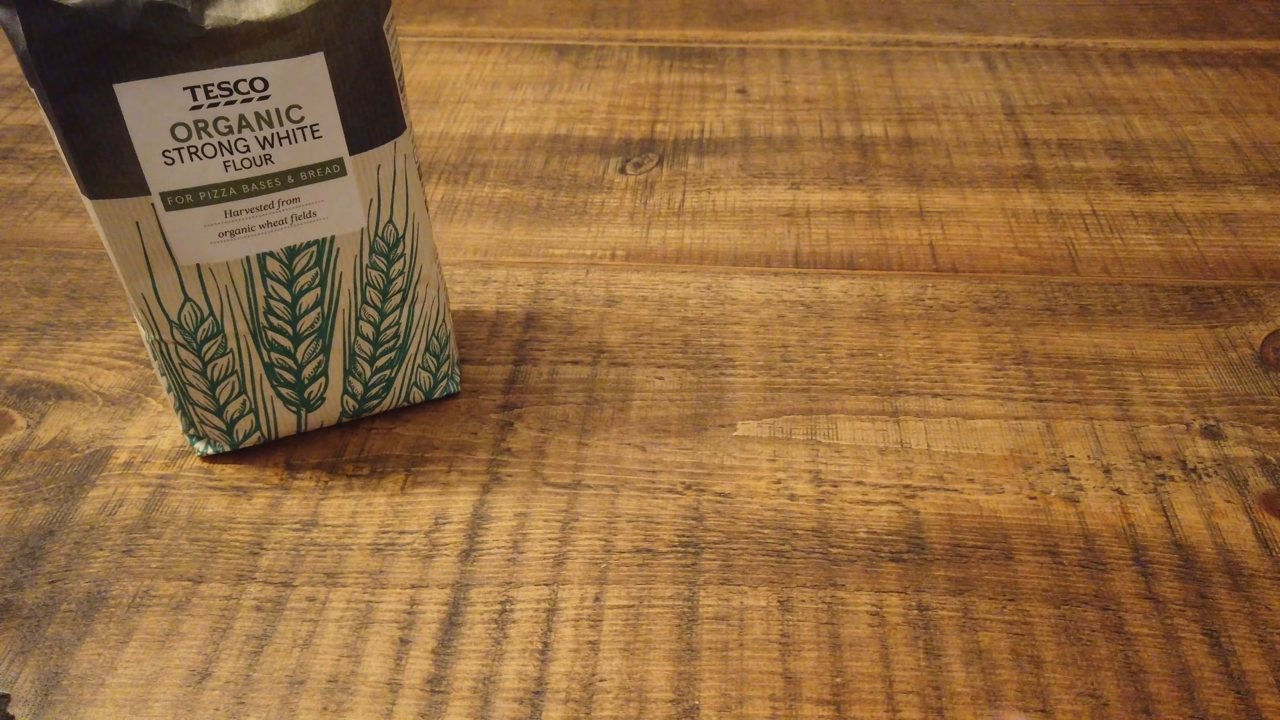 TESCO
ORGANIC
STRONG WHITE
FLOUR
FOR PIZZA BASES & BREAD
Harvested from
organic wheat fields